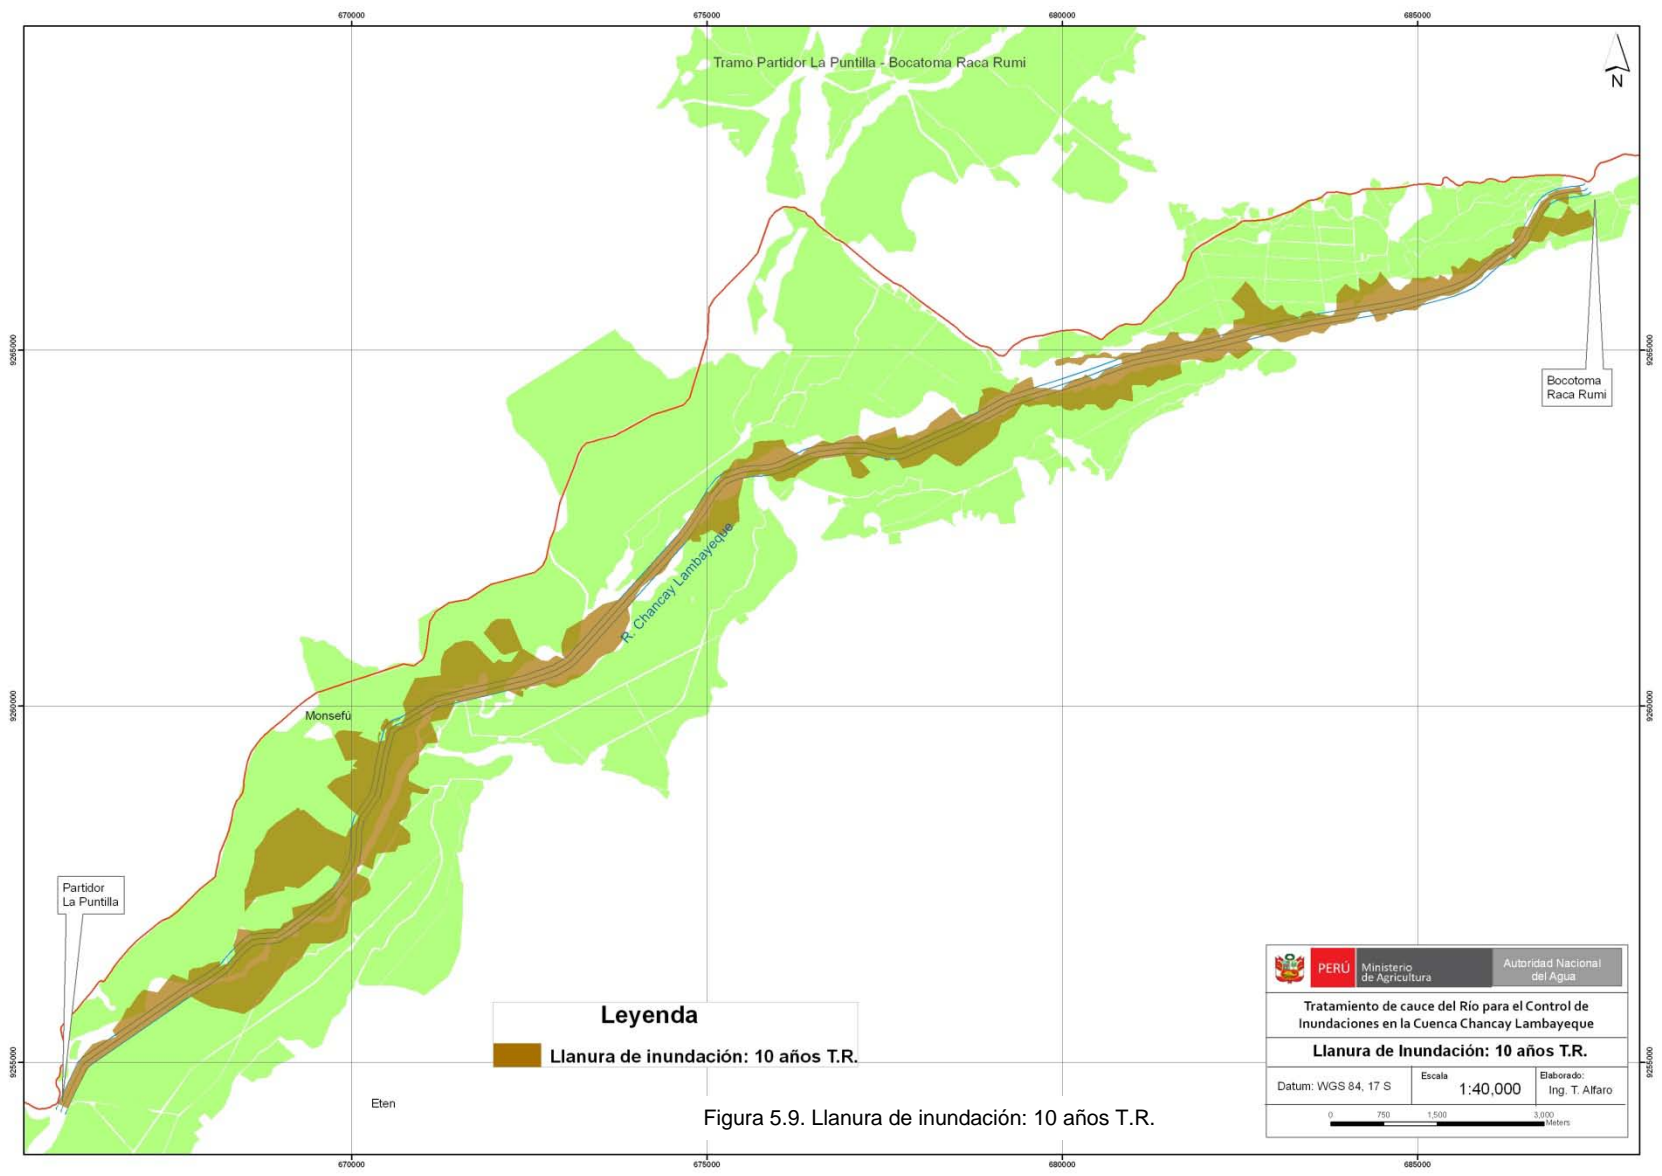 670000
675000
680000
685000
Tramo Partidor La Puntilla - Bocatoma Raca Rumi
N
9265000
9265000
Bocotoma
Raca Rumi
R. Chancay Lambayeque
9260000
9260000
Monsefú
Partidor
La Puntilla
9255000
9255000
Leyenda
Llanura de inundación: 10 años T.R.
Eten
Figura 5.9. Llanura de inundación: 10 años T.R.
PERÚ
Ministerio
de Agricultura
Autoridad Nacional
del Agua
Tratamiento de cauce del Río para el Control de
Inundaciones en la Cuenca Chancay Lambayeque
Llanura de Inundación: 10 años T.R.
Datum: WGS 84, 17 S
Escala
1:40,000
Elaborado:
Ing. T. Alfaro
0 750 1,500 3,000
Meters
670000
675000
680000
685000